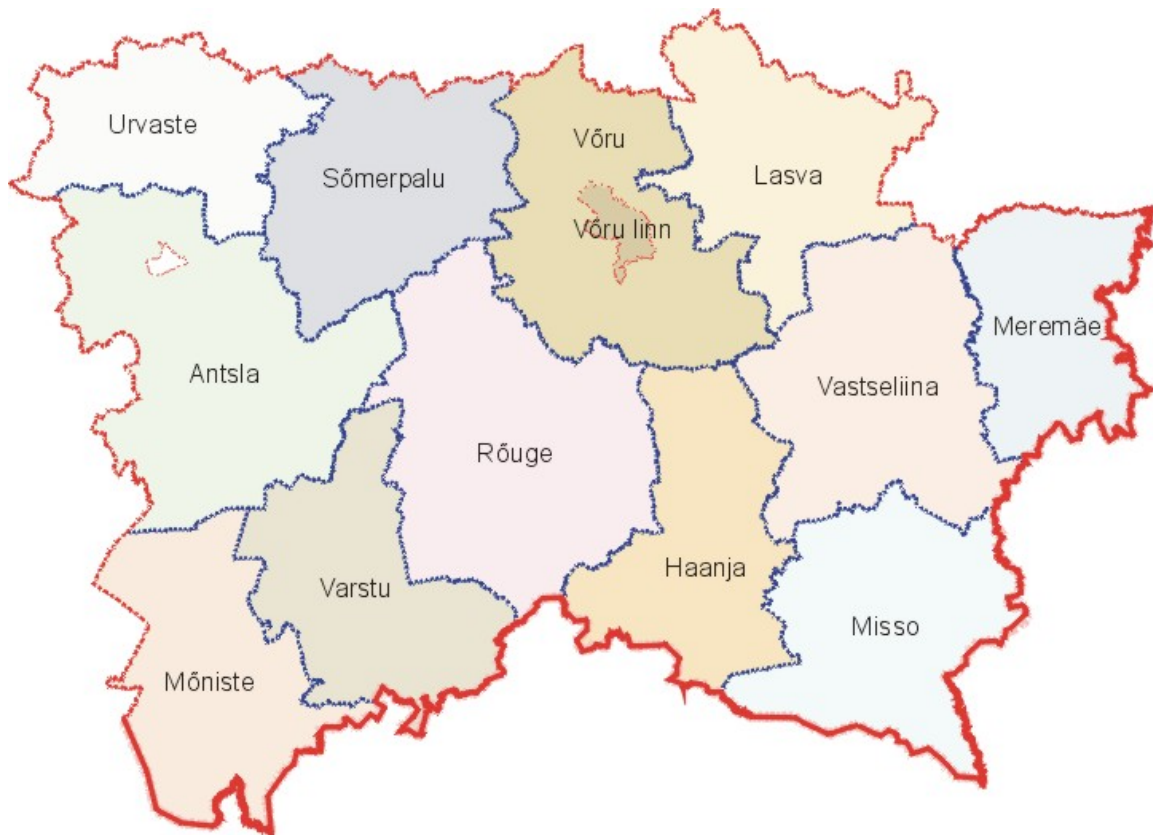 Urvaste
Võru
Sõmerpalu
Lasva
Võru linn
Meremäe
Antsla
Vastseliina
Rõuge
Haanja
Varstu
Misso
Mõniste